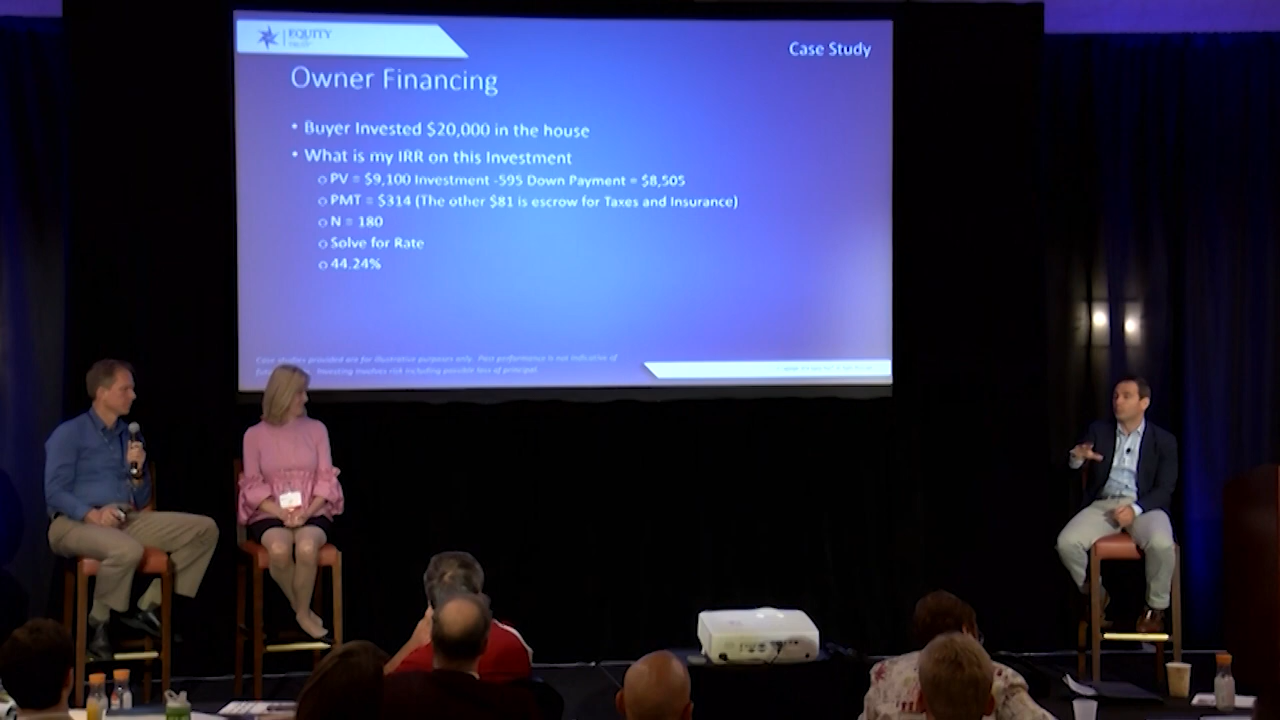 EQUITY
TRUST
Case Study
Owner Financing
• Buyer Invested $20,000 in the house
• What is my IRR on this Investment
o PV = $9,100 Investment -595 Down Payment = $8,505
o PMT = $314 (The other $81 is escrow for Taxes and Insurance)
o N = 180
o Solve for Rate
o 44.24%
Case studies provided are for illustrative purposes only. Past performance is not indicative of
Investing involves risk including possible loss of principal.